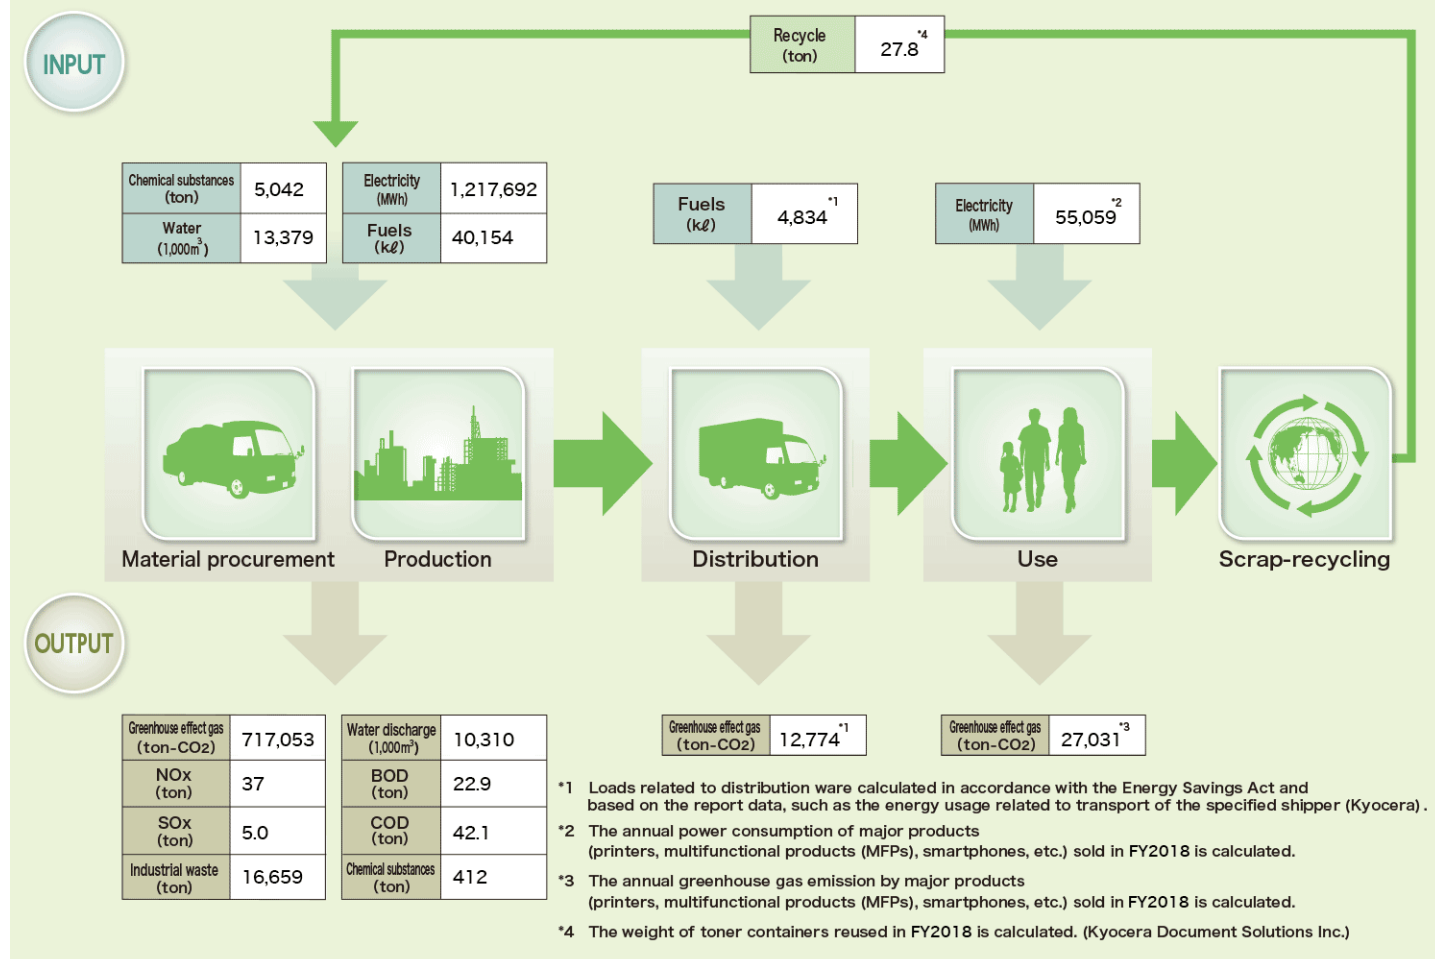 INPUT
Recycle
(ton)
27.8*4
Chemical substances
(ton)
5,042
Water
(1,000m3)
13,379
Electricity
(MWh)
1,217,692
Fuels
(kℓ)
40,154
Fuels
(kℓ)
4,834*1
Electricity
(MWh)
55,059*2
Material procurement
Production
Distribution
Use
Scrap-recycling
OUTPUT
Greenhouse effect gas
(ton-CO2)
717,053
NOx
(ton)
37
SOx
(ton)
5.0
Industrial waste
(ton)
16,659
Water discharge
(1,000m3)
10,310
BOD
(ton)
22.9
COD
(ton)
42.1
Chemical substances
(ton)
412
Greenhouse effect gas
(ton-CO2)
12,774*1
Greenhouse effect gas
(ton-CO2)
27,031*3
*1 Loads related to distribution ware calculated in accordance with the Energy Savings Act and
based on the report data, such as the energy usage related to transport of the specified shipper (Kyocera).
*2 The annual power consumption of major products
(printers, multifunctional products (MFPs), smartphones, etc.) sold in FY2018 is calculated.
*3 The annual greenhouse gas emission by major products
(printers, multifunctional products (MFPs), smartphones, etc.) sold in FY2018 is calculated.
*4 The weight of toner containers reused in FY2018 is calculated. (Kyocera Document Solutions Inc.)